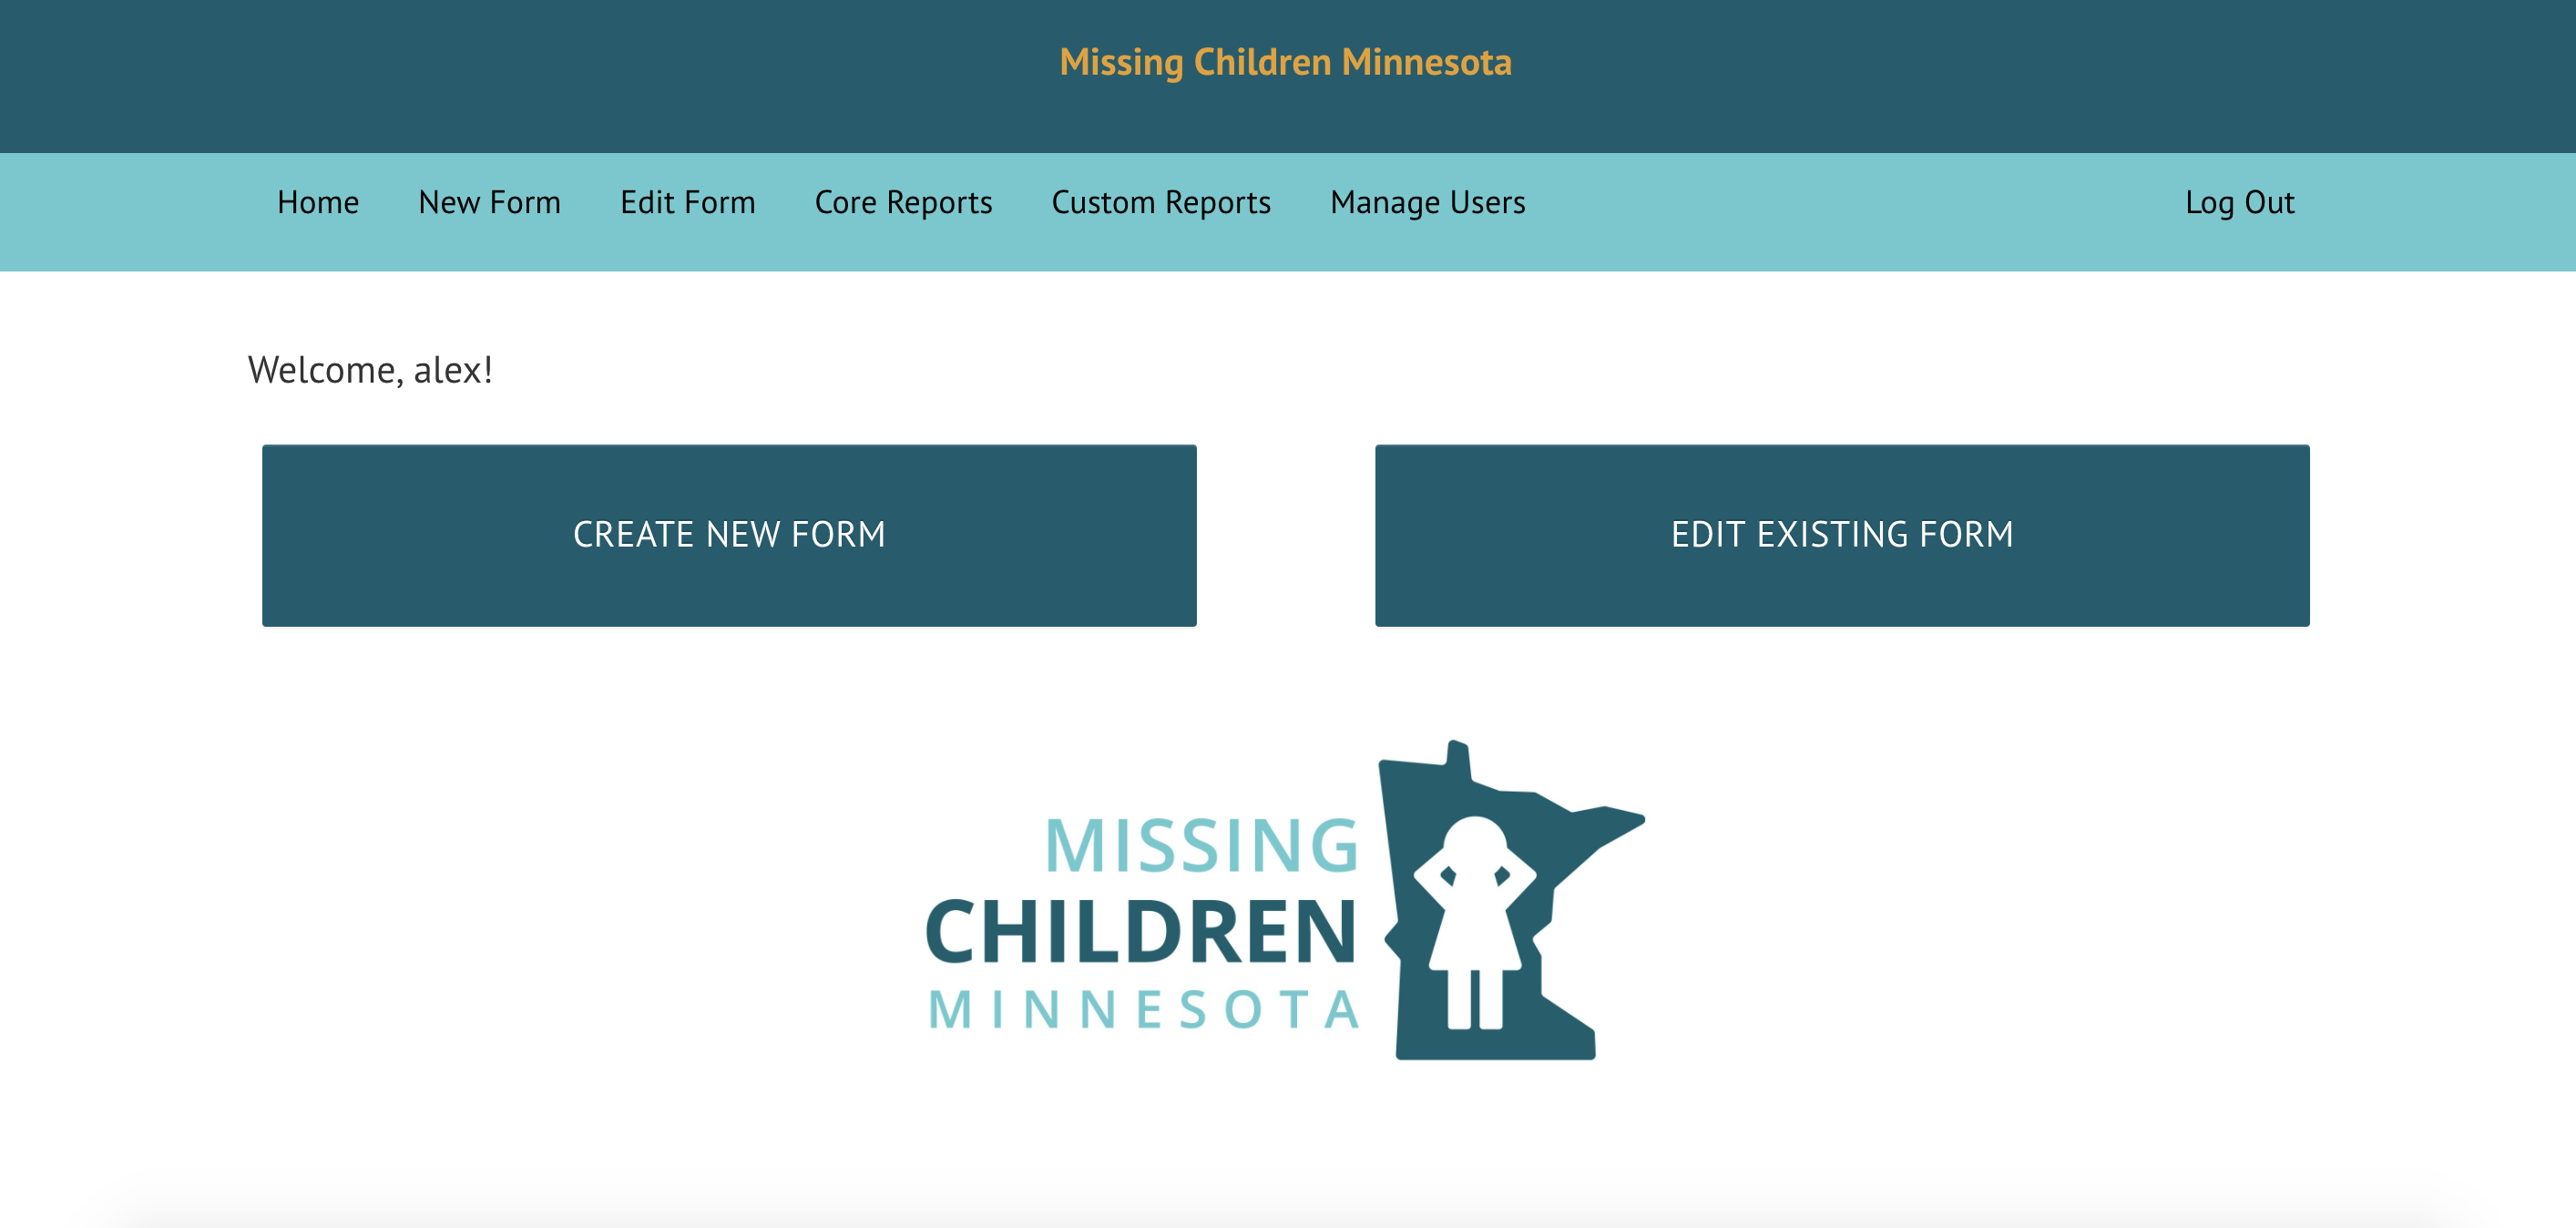 Missing Children Minnesota
Home New Form Edit Form Core Reports Custom Reports Manage Users Log Out
Welcome, alex!
CREATE NEW FORM EDIT EXISTING FORM
MISSING
CHILDREN
MINNESOTA